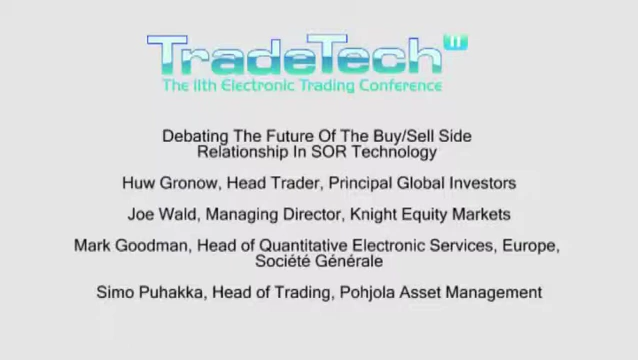 TradeTech 11
The 11th Electronic Trading Conference
Debating The Future Of The Buy/Sell Side
Relationship In SOR Technology
Huw Gronow, Head Trader, Principal Global Investors
Joe Wald, Managing Director, Knight Equity Markets
Mark Goodman, Head of Quantitative Electronic Services, Europe,
Société Générale
Simo Puhakka, Head of Trading, Pohjola Asset Management